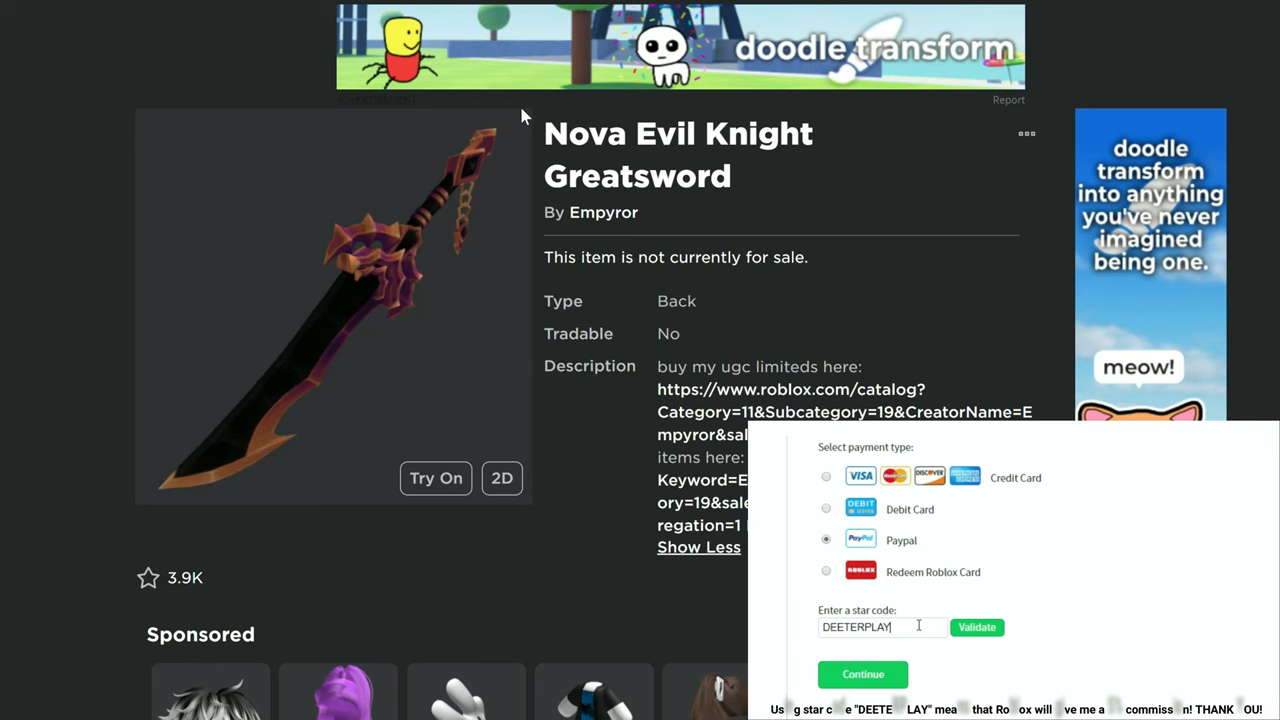 doodle transform
ADVERTISEMENT
Report
Nova Evil Knight
Greatsword
By Empyror
This item is not currently for sale.
Type Back
Tradable No
Description buy my ugc limiteds here:
https://www.roblox.com/catalog?
Category=11&Subcategory=19&CreatorName=E
mpyror&sal
items here:
Keyword=E
ory=19&sale
regation=1
Show Less
Try On
2D
3.9K
Sponsored
doodle
transform
into anything
you've never
imagined
being one.
meow!
Select payment type:
VISA MasterCard DISCOVER Credit Card
DEBIT Debit Card
PayPal Paypal
ROBLOX Redeem Roblox Card
Enter a star code:
DEETERPLAY
Validate
Continue
that will me a THANK